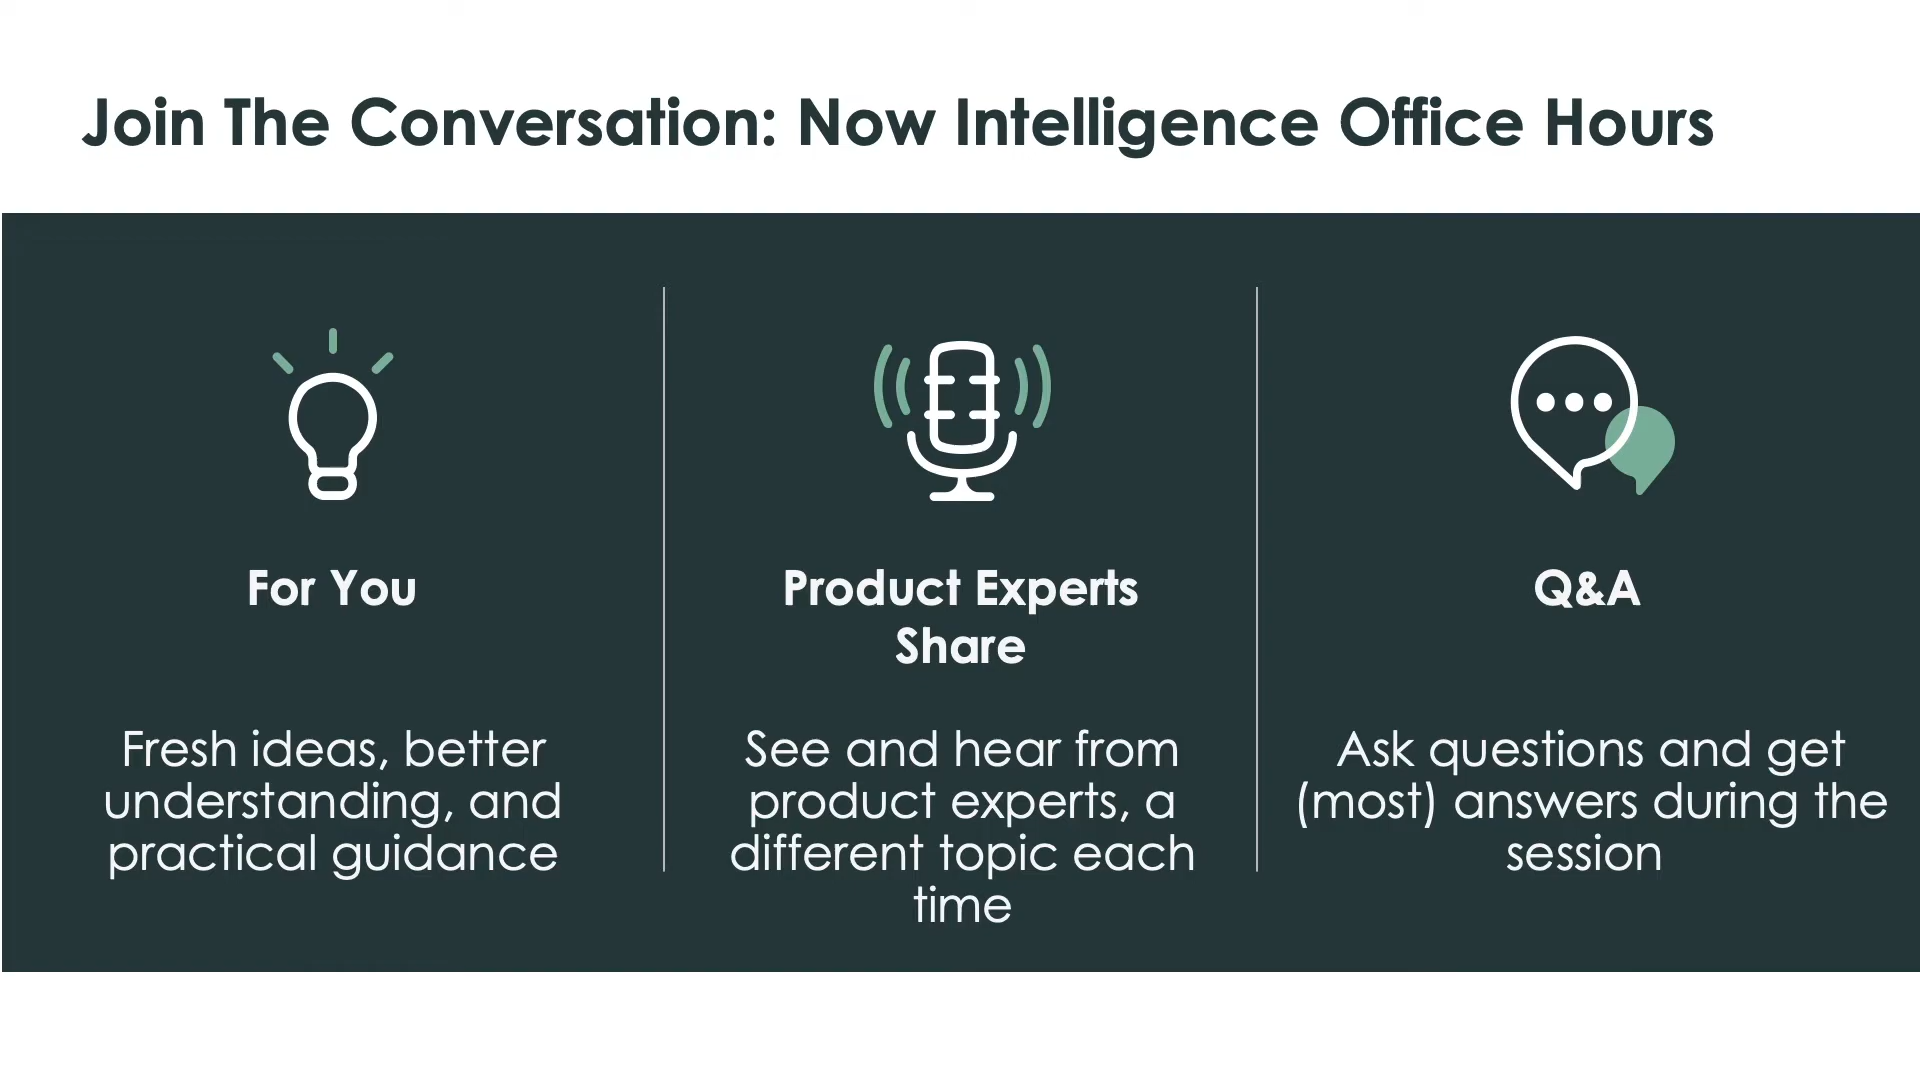 Join The Conversation: Now Intelligence Office Hours
For You
Fresh ideas, better
understanding, and
practical guidance
Product Experts
Share
See and hear from
product experts, a
different topic each
time
Q&A
Ask questions and get
(most) answers during the
session